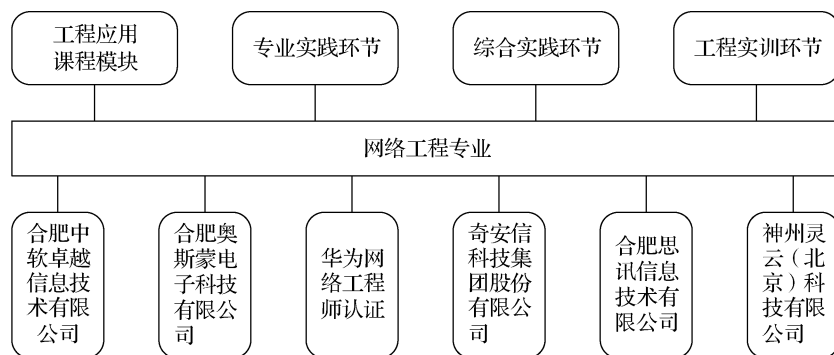 工程应用
课程模块
专业实践环节
综合实践环节
工程实训环节
网络工程专业
合肥中
软卓越
信息技
术有限
公司
合肥奥
斯蒙电
子科技
有限公
司
华为网
络工程
师认证
奇安信
科技集
团股份
有限公
司
合肥思
讯信息
技术有
限公司
神州灵
云（北
京）科
技有限
公司